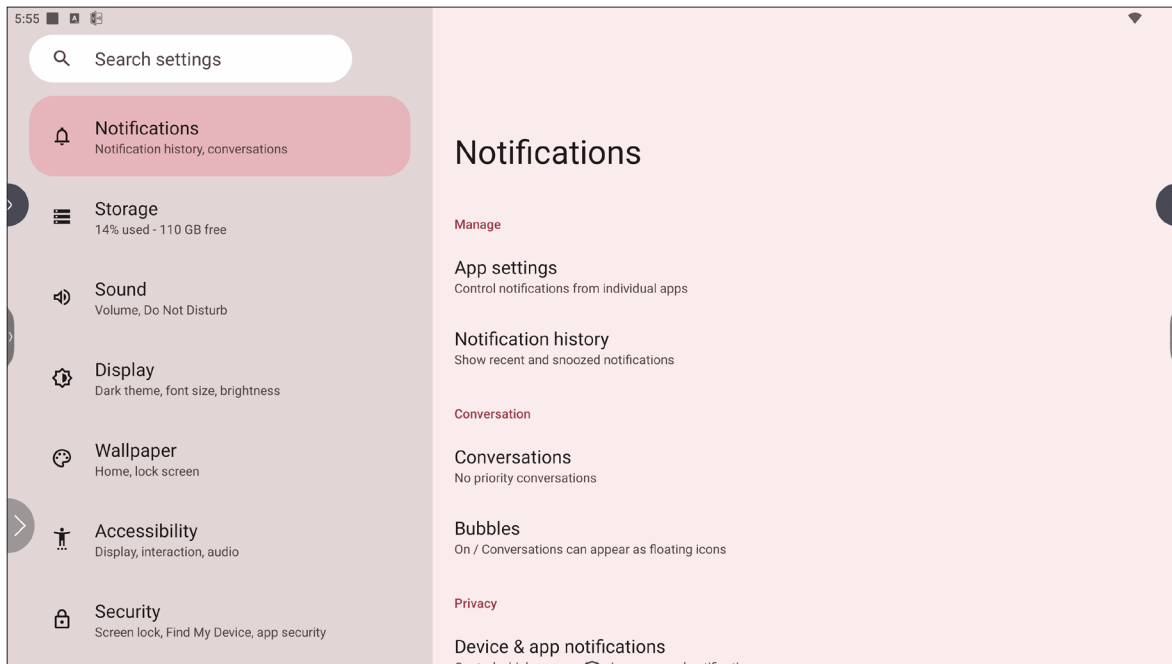 5:55
Search settings
Notifications
Notification history, conversations
Storage
14% used - 110 GB free
Sound
Volume, Do Not Disturb
Display
Dark theme, font size, brightness
Wallpaper
Home, lock screen
Accessibility
Display, interaction, audio
Security
Screen lock, Find My Device, app security
Notifications
Manage
App settings
Control notifications from individual apps
Notification history
Show recent and snoozed notifications
Conversation
Conversations
No priority conversations
Bubbles
On / Conversations can appear as floating icons
Privacy
Device & app notifications